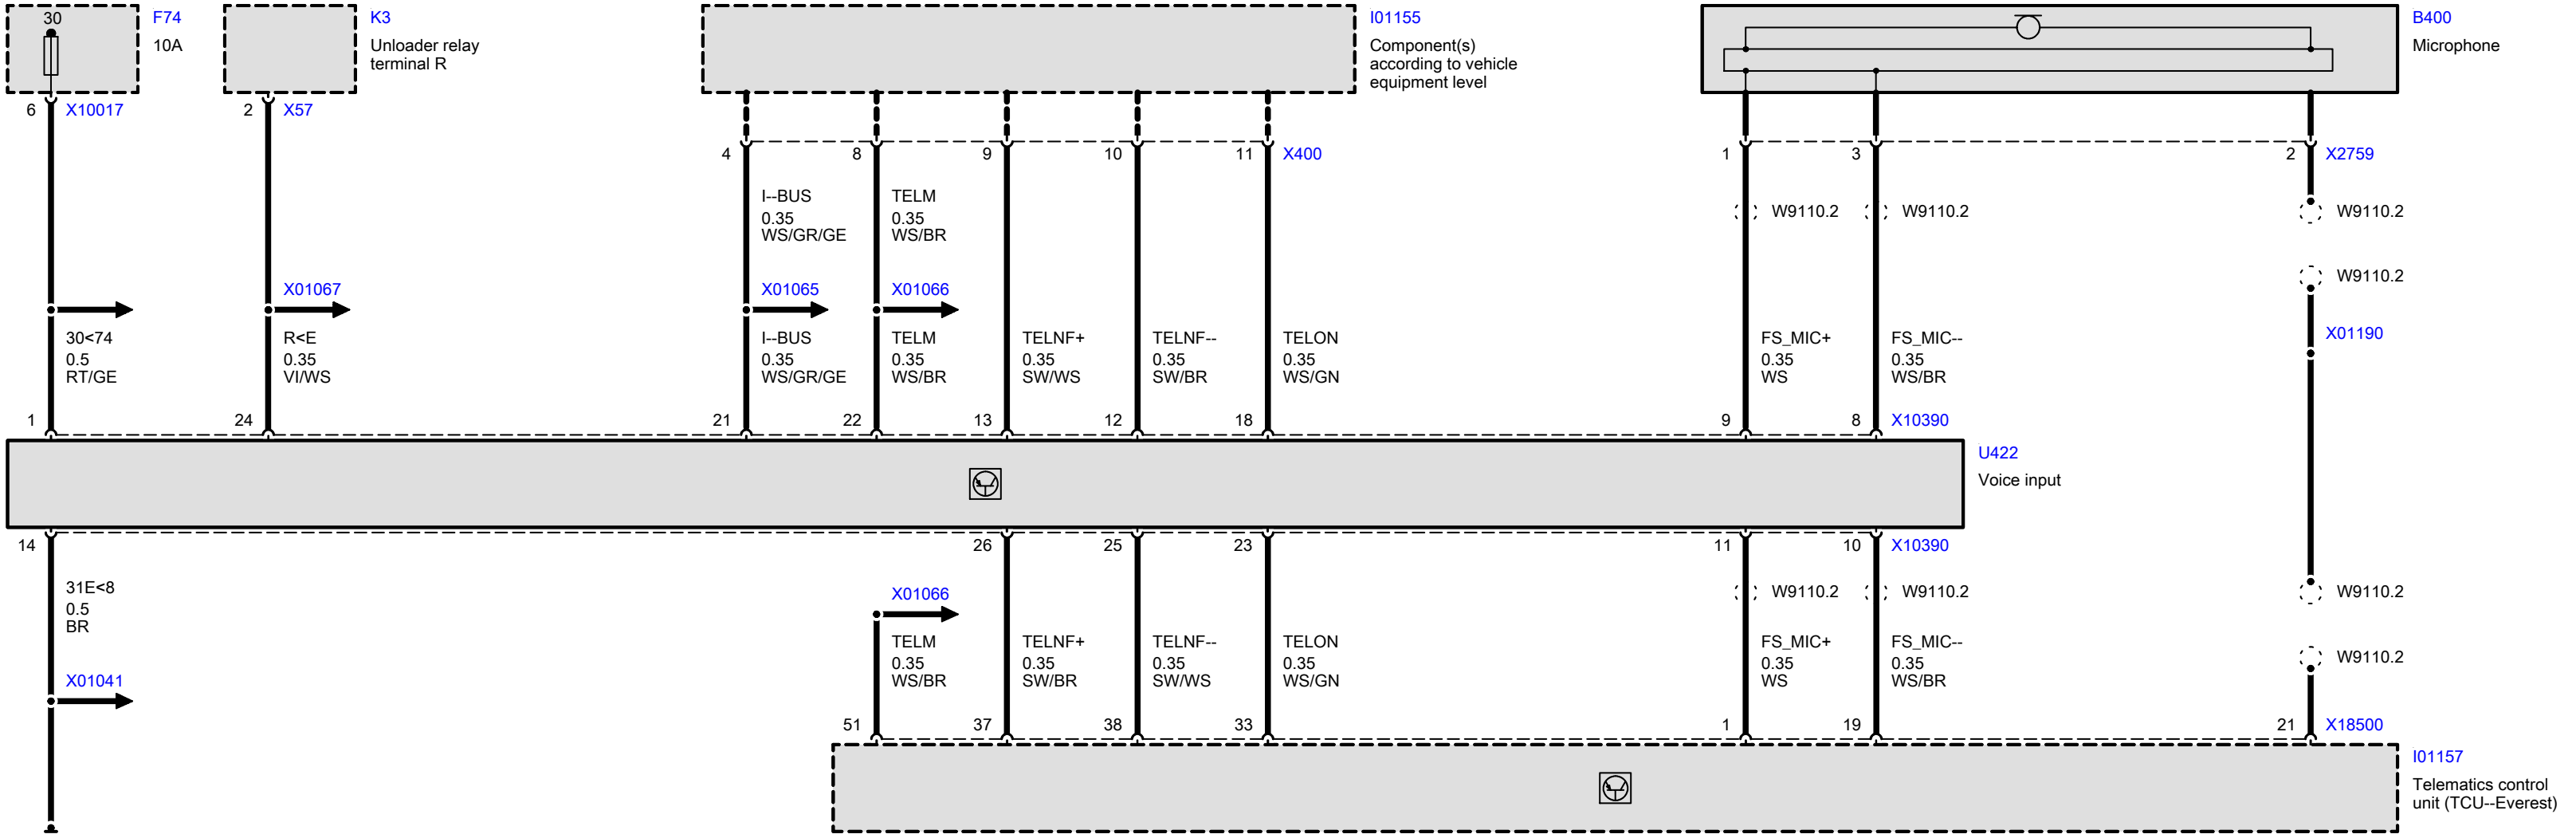 30
F74
10A
K3
Unloader relay
terminal R
I01155
Component(s)
according to vehicle
equipment level
B400
Microphone
6 X10017
2 X57
4 8 9 10 11 X400
1 3 2 X2759
I--BUS
0.35
WS/GR/GE
TELM
0.35
WS/BR
W9110.2 W9110.2 W9110.2
W9110.2
X01067
X01065
X01066
X01190
30<74
0.5
RT/GE
R<E
0.35
VI/WS
I--BUS
0.35
WS/GR/GE
TELM
0.35
WS/BR
TELNF+
0.35
SW/WS
TELNF--
0.35
SW/BR
TELON
0.35
WS/GN
FS_MIC+
0.35
WS
FS_MIC--
0.35
WS/BR
1 24 21 22 13 12 18 9 8 X10390
U422
Voice input
14 26 25 23 11 10 X10390
31E<8
0.5
BR
X01066
W9110.2 W9110.2 W9110.2
X01041
TELM
0.35
WS/BR
TELNF+
0.35
SW/BR
TELNF--
0.35
SW/WS
TELON
0.35
WS/GN
FS_MIC+
0.35
WS
FS_MIC--
0.35
WS/BR
W9110.2
51 37 38 33 1 19 21 X18500
I01157
Telematics control
unit (TCU--Everest)